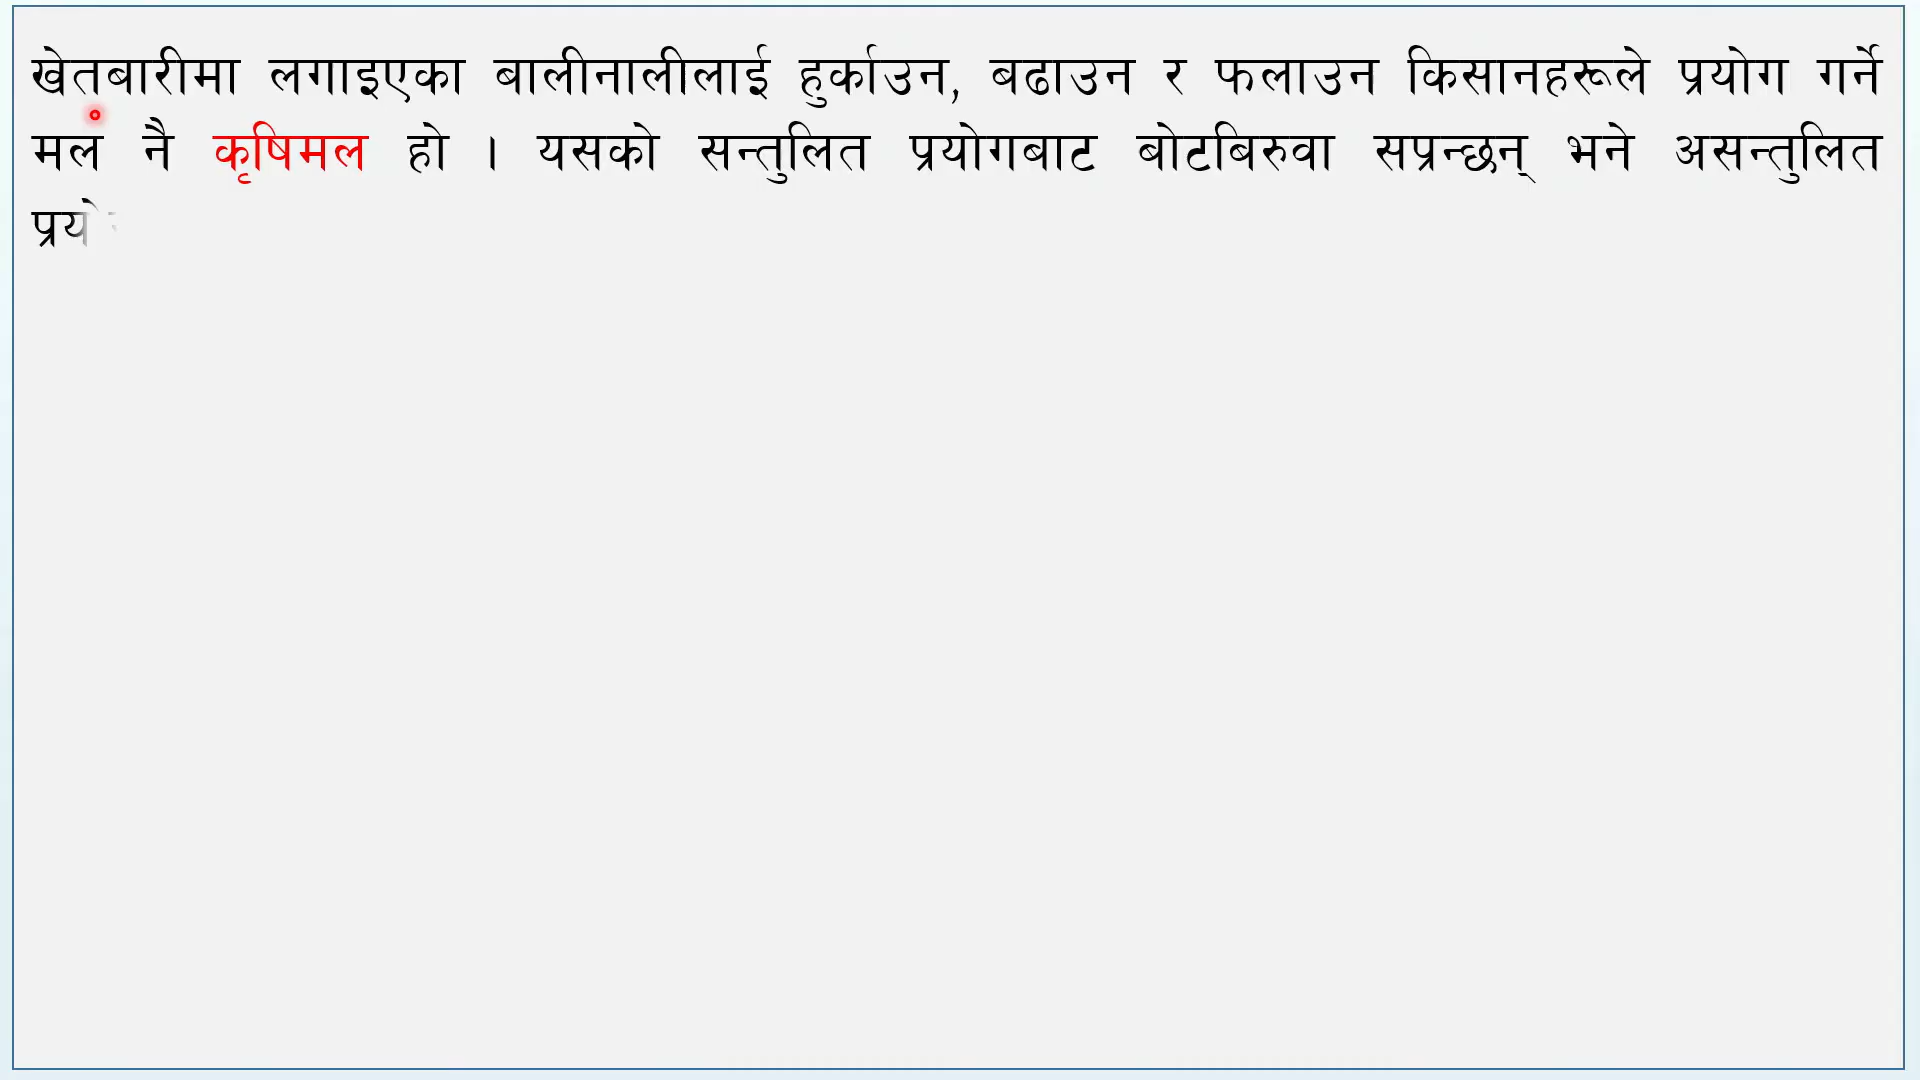 खेतबारीमा लगाइएका बालीनालीलाई हुर्काउन, बढाउन र फलाउन किसानहरूले प्रयोग गर्ने
मल नै कृषिमल हो । यसको सन्तुलित प्रयोगबाट बोटबिरुवा सप्रन्छन् भने असन्तुलित